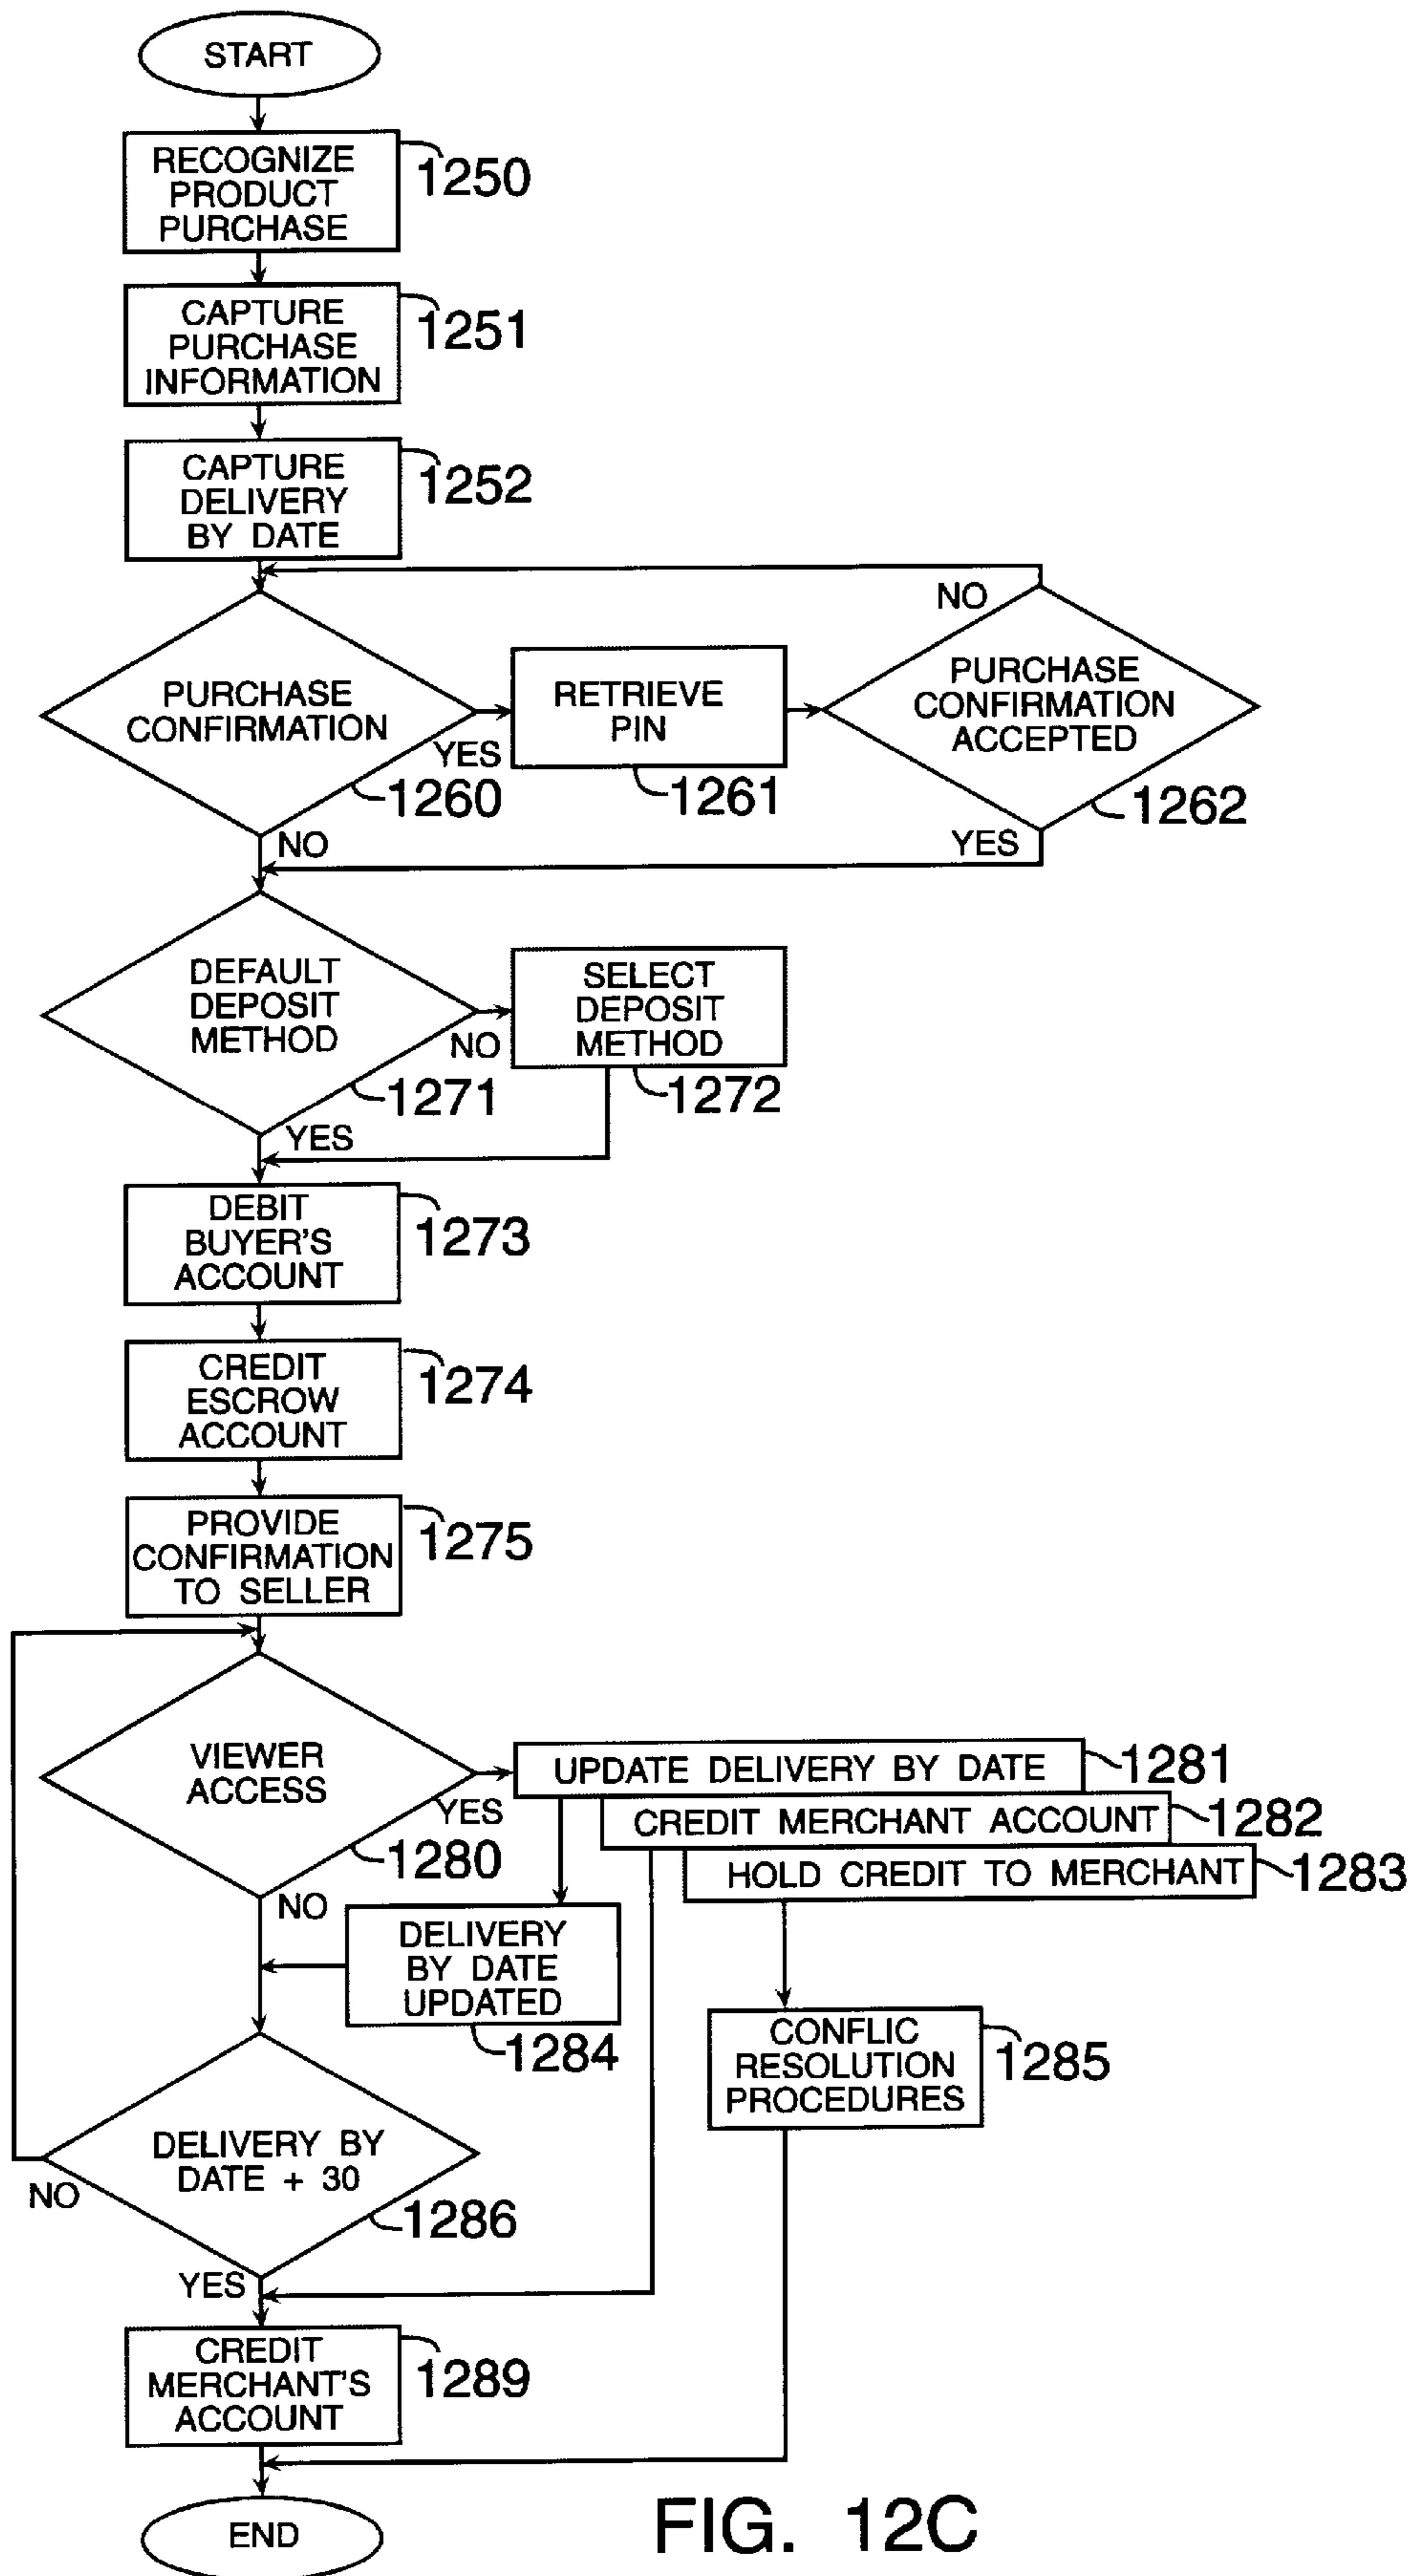 START
RECOGNIZE
PRODUCT
PURCHASE
1250
CAPTURE
PURCHASE
INFORMATION
1251
CAPTURE
DELIVERY
BY DATE
1252
PURCHASE
CONFIRMATION
YES
1260
NO
RETRIEVE
PIN
1261
NO
PURCHASE
CONFIRMATION
ACCEPTED
1262
YES
DEFAULT
DEPOSIT
METHOD
NO
1271
YES
SELECT
DEPOSIT
METHOD
1272
DEBIT
BUYER'S
ACCOUNT
1273
CREDIT
ESCROW
ACCOUNT
1274
PROVIDE
CONFIRMATION
TO SELLER
1275
VIEWER
ACCESS
YES
1280
NO
UPDATE DELIVERY BY DATE
1281
CREDIT MERCHANT ACCOUNT
1282
HOLD CREDIT TO MERCHANT
1283
DELIVERY
BY DATE
UPDATED
1284
CONFLIC
RESOLUTION
PROCEDURES
1285
DELIVERY BY
DATE + 30
NO
1286
YES
CREDIT
MERCHANT'S
ACCOUNT
1289
END
FIG. 12C